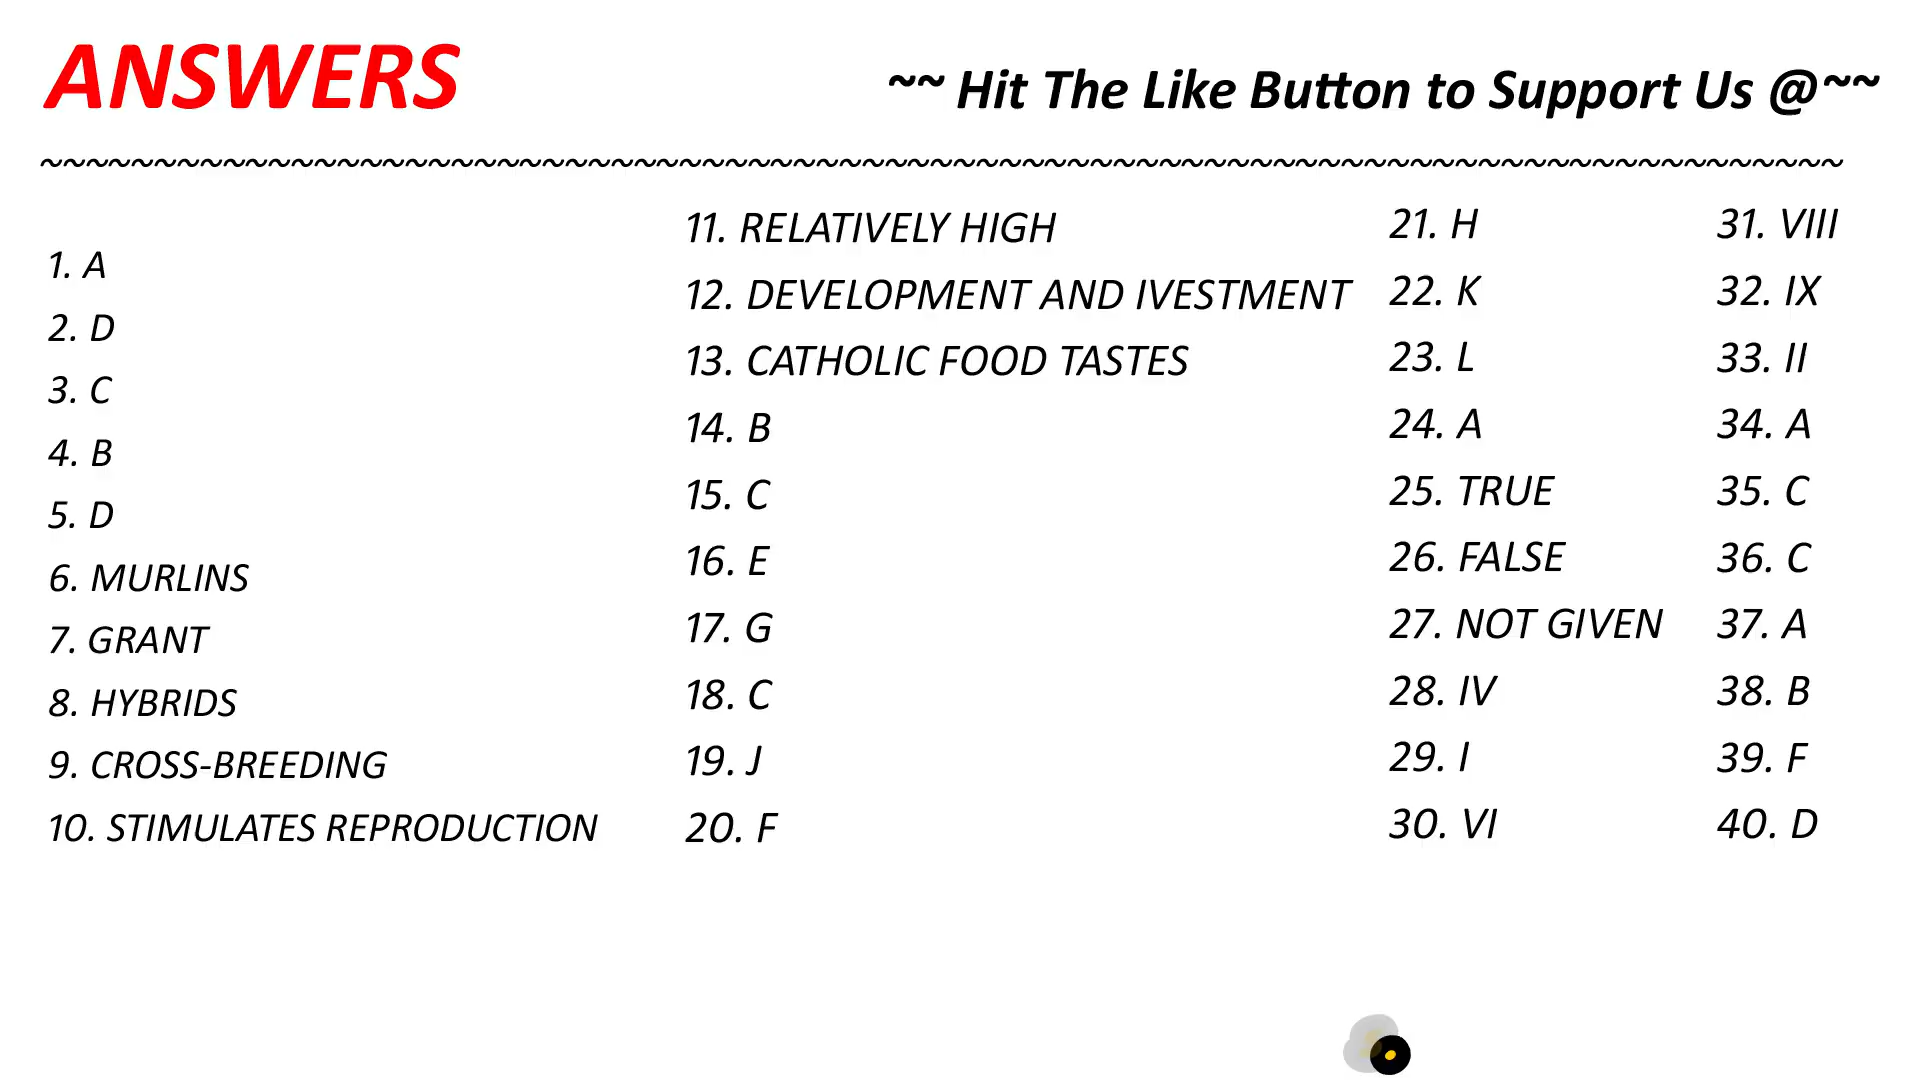 ANSWERS
~~ Hit The Like Button to Support Us @~~
~~~~~~~~~~~~~~~~~~~~~~~~~~~~~~~~~~~~~~~~~~~~~~~~~~~~~~~~~~~~~~~~~~~~~~~~~~~~~~~
1. A
2. D
3. C
4. B
5. D
6. MURLINS
7. GRANT
8. HYBRIDS
9. CROSS-BREEDING
10. STIMULATES REPRODUCTION
11. RELATIVELY HIGH
12. DEVELOPMENT AND IVESTMENT
13. CATHOLIC FOOD TASTES
14. B
15. C
16. E
17. G
18. C
19. J
20. F
21. H
22. K
23. L
24. A
25. TRUE
26. FALSE
27. NOT GIVEN
28. IV
29. I
30. VI
31. VIII
32. IX
33. II
34. A
35. C
36. C
37. A
38. B
39. F
40. D